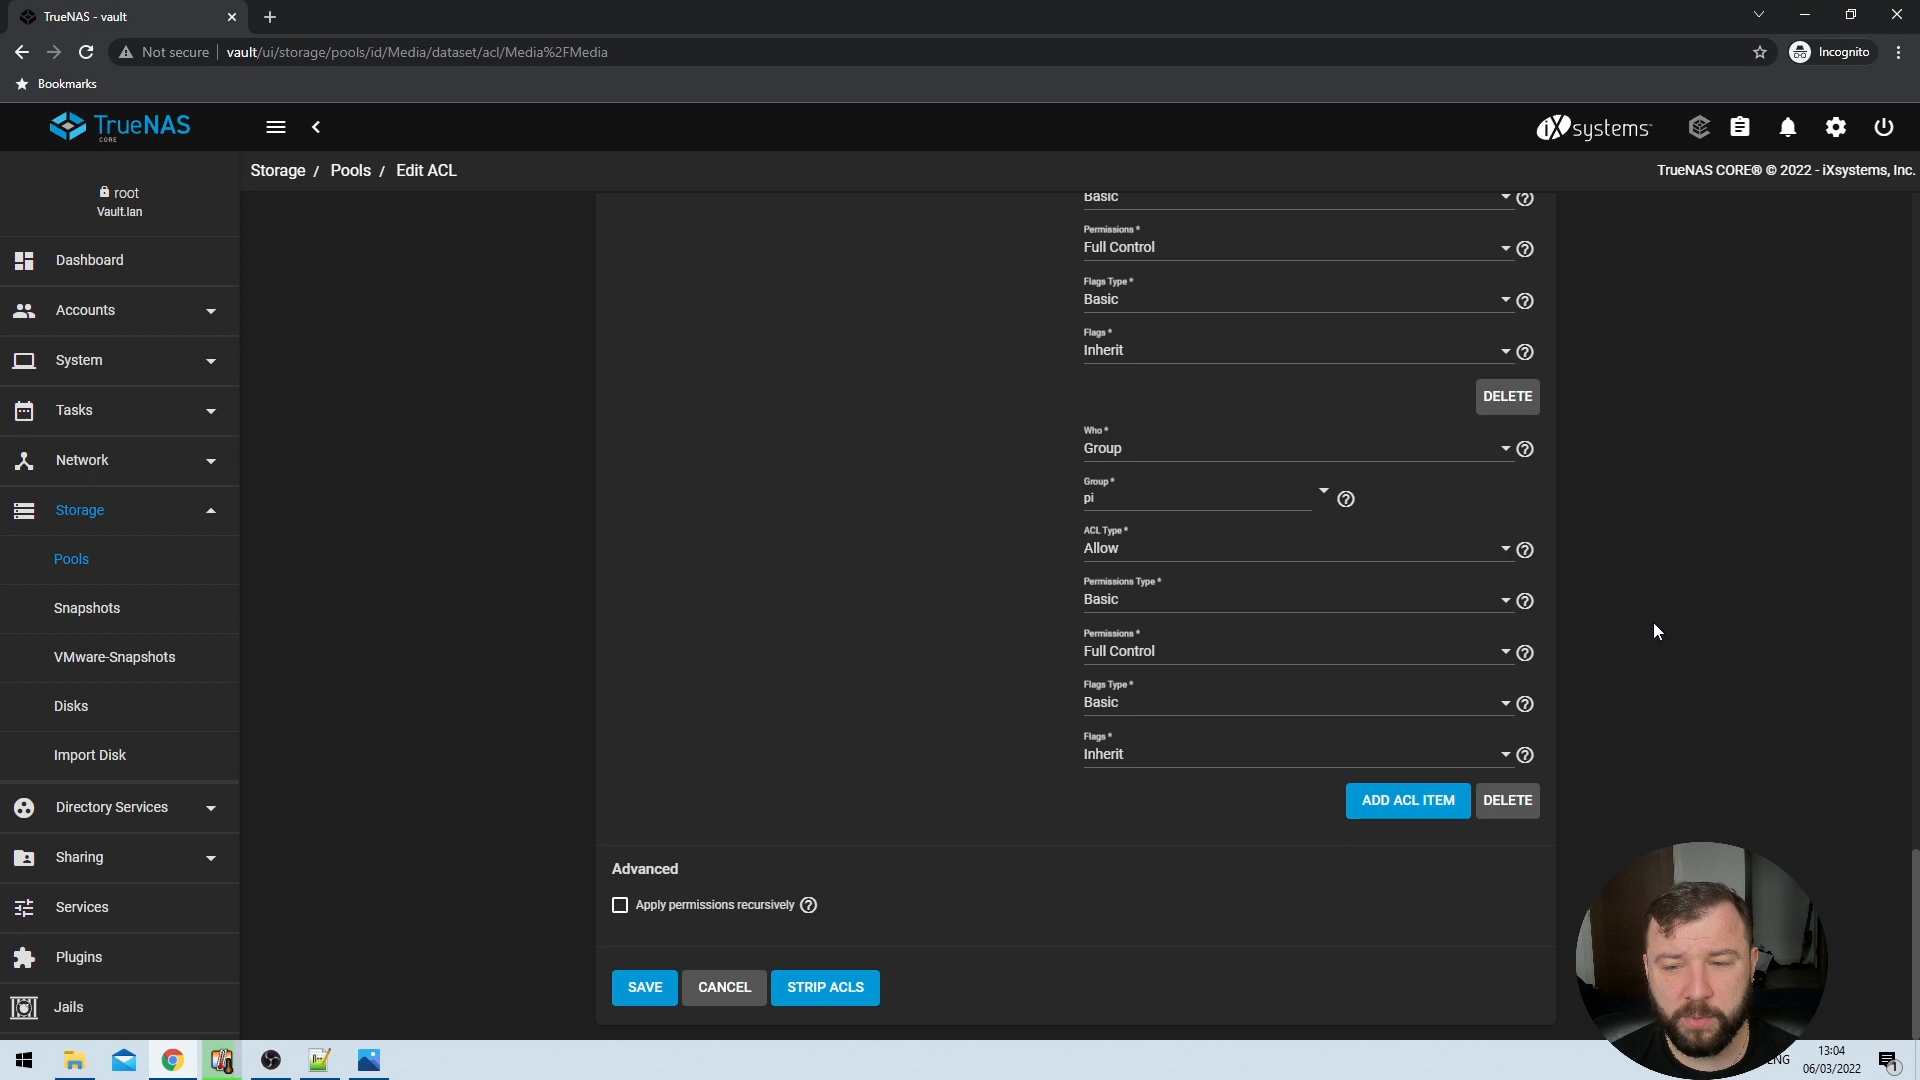 TrueNAS - vault
Not secure
vault/ui/storage/pools/id/Media/dataset/acl/Media%2FMedia
Incognito
Bookmarks
TrueNAS
CORE
iXsystems
Storage / Pools / Edit ACL
TrueNAS CORE® © 2022 - iXsystems, Inc.
root
Vault.lan
Dashboard
Accounts
System
Tasks
Network
Storage
Pools
Snapshots
VMware-Snapshots
Disks
Import Disk
Directory Services
Sharing
Services
Plugins
Jails
Basic
Permissions *
Full Control
Flags Type *
Basic
Flags *
Inherit
DELETE
Who *
Group
Group *
pi
ACL Type *
Allow
Permissions Type *
Basic
Permissions *
Full Control
Flags Type *
Basic
Flags *
Inherit
ADD ACL ITEM
DELETE
Advanced
Apply permissions recursively
SAVE
CANCEL
STRIP ACLS
ENG
13:04
06/03/2022
1